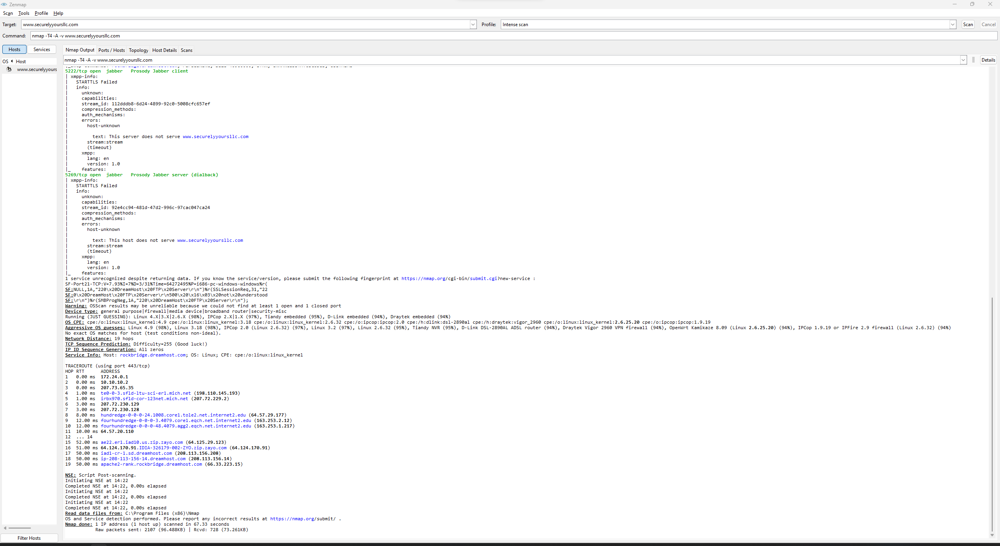 Zenmap
Scan Tools Profile Help
Target: www.securelyyoursllc.com Profile: Intense scan Scan Cancel
Command: nmap -T4 -A -v www.securelyyoursllc.com
Hosts Services Nmap Output Ports / Hosts Topology Host Details Scans
OS Host nmap -T4 -A -v www.securelyyoursllc.com Details
www.securelyyours
5222/tcp open  jabber   Prosody Jabber client
| xmpp-info:
|   STARTTLS Failed
|   info:
|     unknown:
|     capabilities:
|     stream_id: 112dddb8-6d24-4899-92c0-5008cfc657ef
|     compression_methods:
|     auth_mechanisms:
|     errors:
|       host-unknown
|
|         text: This server does not serve www.securelyyoursllc.com
|       stream:stream
|       (timeout)
|     xmpp:
|       lang: en
|       version: 1.0
|_    features:
5269/tcp open  jabber   Prosody Jabber server (dialback)
| xmpp-info:
|   STARTTLS Failed
|   info:
|     unknown:
|     capabilities:
|     stream_id: 92e4cc94-481d-47d2-996c-97cac047ca24
|     compression_methods:
|     auth_mechanisms:
|     errors:
|       host-unknown
|
|         text: This host does not serve www.securelyyoursllc.com
|       stream:stream
|       (timeout)
|     xmpp:
|       lang: en
|       version: 1.0
|_    features:
1 service unrecognized despite returning data. If you know the service/version, please submit the following fingerprint at https://nmap.org/cgi-bin/submit.cgi?new-service :
SF-Port21-TCP:V=7.93%I=7%D=3/31%Time=64272495%P=i686-pc-windows-windows%r(
SF:NULL,1A,"220\x20DreamHost\x20FTP\x20Server\r\n")%r(SSLSessionReq,31,"22
SF:0\x20DreamHost\x20FTP\x20Server\r\n500\x20\x16\x03\x20not\x20understood
SF:\r\n")%r(SMBProgNeg,1A,"220\x20DreamHost\x20FTP\x20Server\r\n");
Warning: OSScan results may be unreliable because we could not find at least 1 open and 1 closed port
Device type: general purpose|firewall|media device|broadband router|security-misc
Running (JUST GUESSING): Linux 4.X|3.X|2.6.X (98%), IPCop 2.X|1.X (97%), Tiandy embedded (95%), D-Link embedded (94%), Draytek embedded (94%)
OS CPE: cpe:/o:linux:linux_kernel:4.9 cpe:/o:linux:linux_kernel:3.18 cpe:/o:linux:linux_kernel:2.6.32 cpe:/o:ipcop:ipcop:2.0 cpe:/h:dlink:dsl-2890al cpe:/h:draytek:vigor_2960 cpe:/o:linux:linux_kernel:2.6.25.20 cpe:/o:ipcop:ipcop:1.9.19
Aggressive OS guesses: Linux 4.9 (98%), Linux 3.18 (98%), IPCop 2.0 (Linux 2.6.32) (97%), Linux 3.2 (97%), Linux 2.6.32 (95%), Tiandy NVR (95%), D-Link DSL-2890AL ADSL router (94%), Draytek Vigor 2960 VPN firewall (94%), OpenWrt Kamikaze 8.09 (Linux 2.6.25.20) (94%), IPCop 1.9.19 or IPFire 2.9 firewall (Linux 2.6.32) (94%)
No exact OS matches for host (test conditions non-ideal).
Network Distance: 19 hops
TCP Sequence Prediction: Difficulty=255 (Good luck!)
IP ID Sequence Generation: All zeros
Service Info: Host: rockbridge.dreamhost.com; OS: Linux; CPE: cpe:/o:linux:linux_kernel
TRACEROUTE (using port 443/tcp)
HOP RTT      ADDRESS
1   0.00 ms  172.24.0.1
2   0.00 ms  10.10.10.2
3   0.00 ms  207.73.65.35
4   1.00 ms  te0-0-3.sfld-ltu-sci-er1.mich.net (198.110.145.193)
5   1.00 ms  irbx970.sfld-cor-123net.mich.net (207.72.229.2)
6   3.00 ms  207.72.230.129
7   3.00 ms  207.72.230.128
8   8.00 ms  hundredge-0-0-0-24.1008.core1.tole2.net.internet2.edu (64.57.29.177)
9   12.00 ms fourhundredge-0-0-0-3.4079.core1.eqch.net.internet2.edu (163.253.2.12)
10  12.00 ms fourhundredge-0-0-0-48.4079.agg2.eqch.net.internet2.edu (163.253.1.217)
11  10.00 ms 64.57.20.110
12  ... 14
15  52.00 ms ae22.er1.iad10.us.zip.zayo.com (64.125.29.123)
16  51.00 ms 64.124.170.91.IDIA-326179-002-ZYO.zip.zayo.com (64.124.170.91)
17  50.00 ms iad1-cr-1.sd.dreamhost.com (208.113.156.208)
18  50.00 ms ip-208-113-156-14.dreamhost.com (208.113.156.14)
19  50.00 ms apache2-rank.rockbridge.dreamhost.com (66.33.223.15)
NSE: Script Post-scanning.
Initiating NSE at 14:22
Completed NSE at 14:22, 0.00s elapsed
Initiating NSE at 14:22
Completed NSE at 14:22, 0.00s elapsed
Initiating NSE at 14:22
Completed NSE at 14:22, 0.00s elapsed
Read data files from: C:\Program Files (x86)\Nmap
OS and Service detection performed. Please report any incorrect results at https://nmap.org/submit/ .
Nmap done: 1 IP address (1 host up) scanned in 67.33 seconds
Raw packets sent: 2107 (96.488KB) | Rcvd: 728 (73.261KB)
Filter Hosts